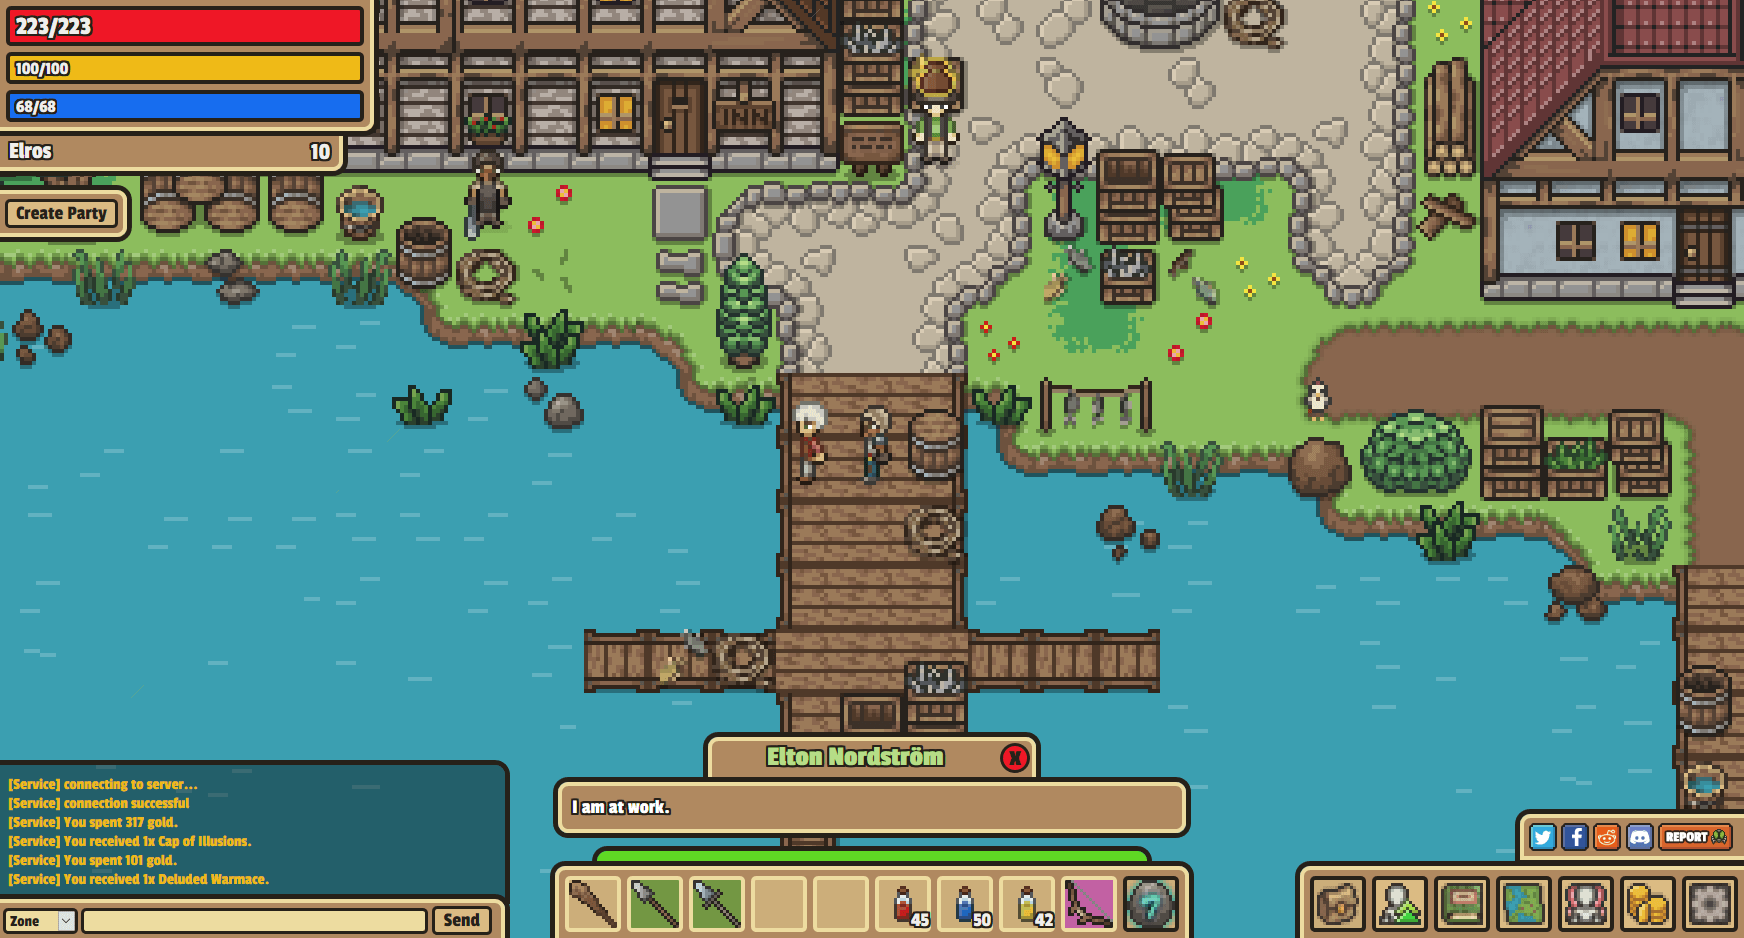 223/223
100/100
68/68
Elros 10
Create Party
INN
Elton Nordström
X
I am at work.
[Service] connecting to server...
[Service] connection successful
[Service] You spent 317 gold.
[Service] You received 1x Cap of Illusions.
[Service] You spent 101 gold.
[Service] You received 1x Deluded Warmace.
Zone
Send
45
50
42
?
REPORT